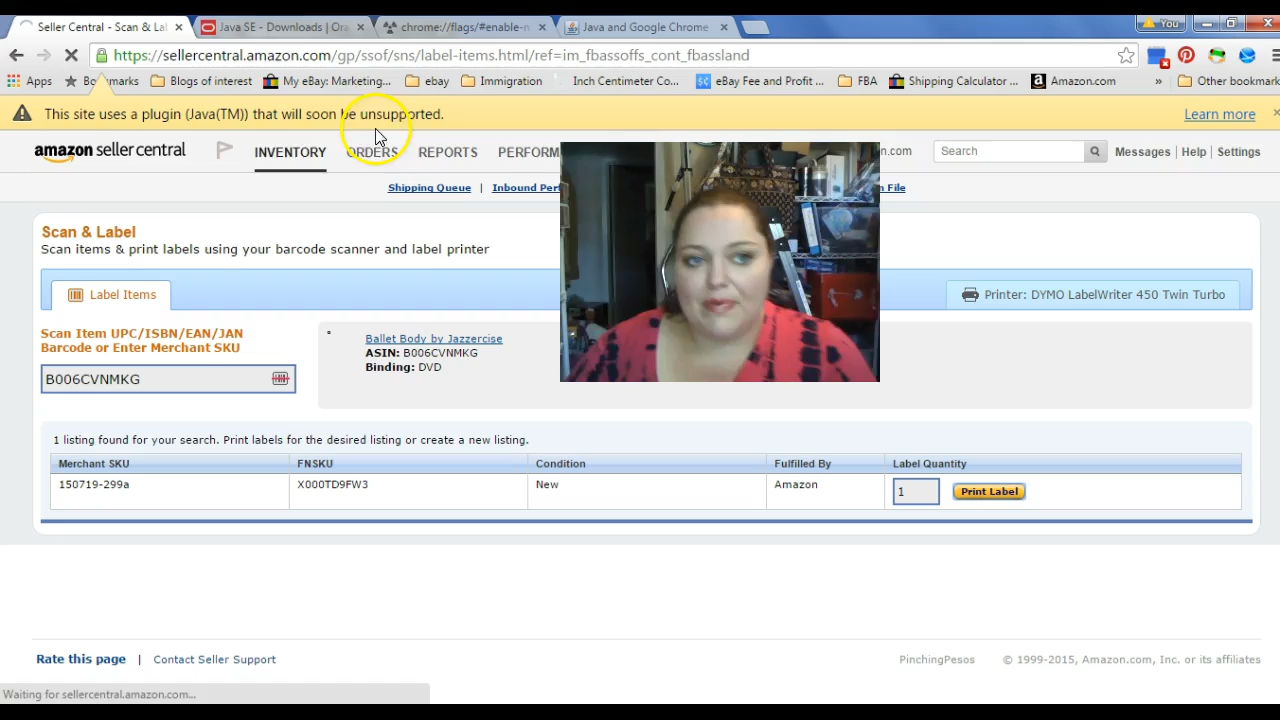 Seller Central - Scan & Lal
Java SE - Downloads | Ora
chrome://flags/#enable-n
Java and Google Chrome
You
https://sellercentral.amazon.com/gp/ssof/sns/label-items.html/ref=im_fbassoffs_cont_fbassland
Apps
Bookmarks
Blogs of interest
My eBay: Marketing...
ebay
Immigration
Inch Centimeter Co...
eBay Fee and Profit ...
FBA
Shipping Calculator ...
Amazon.com
»
Other bookmark
This site uses a plugin (Java(TM)) that will soon be unsupported.
Learn more
amazon seller central
INVENTORY
ORDERS
REPORTS
PERFORM
n.com
Search
Messages
Help
Settings
Shipping Queue | Inbound Perf
n File
Scan & Label
Scan items & print labels using your barcode scanner and label printer
Label Items
Printer: DYMO LabelWriter 450 Twin Turbo
Scan Item UPC/ISBN/EAN/JAN
Barcode or Enter Merchant SKU
B006CVNMKG
Ballet Body by Jazzercise
ASIN: B006CVNMKG
Binding: DVD
1 listing found for your search. Print labels for the desired listing or create a new listing.
Merchant SKU FNSKU Condition Fulfilled By Label Quantity
150719-299a X000TD9FW3 New Amazon 1 Print Label
Rate this page | Contact Seller Support
PinchingPesos © 1999-2015, Amazon.com, Inc. or its affiliates
Waiting for sellercentral.amazon.com...